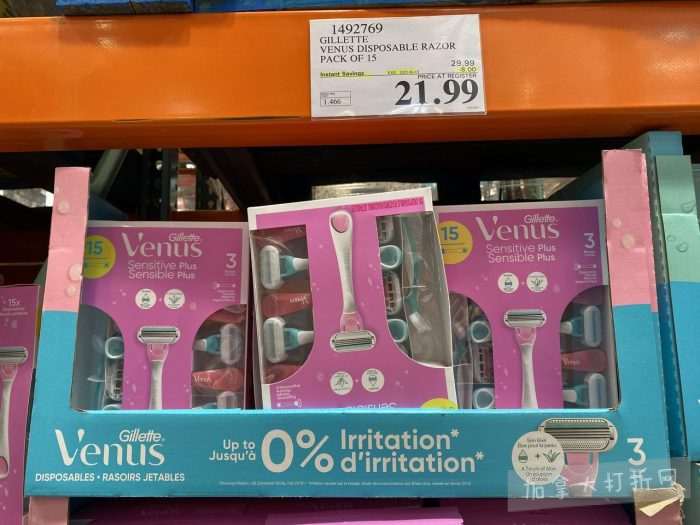 1492769
GILLETTE
VENUS DISPOSABLE RAZOR
PACK OF 15
29.99
Instant Savings
-8.00
PRICE AT REGISTER
1.466
21.99
15
Gillette
Venus
3
Sensitive Plus
Sensible Plus
15
Gillette
Venus
3
Sensitive Plus
Sensible Plus
15x
Gillette
Venus
DISPOSABLES • RASOIRS JETABLES
Up to
Jusqu'à
0%
Irritation*
d'irritation*
3
加拿大打折网